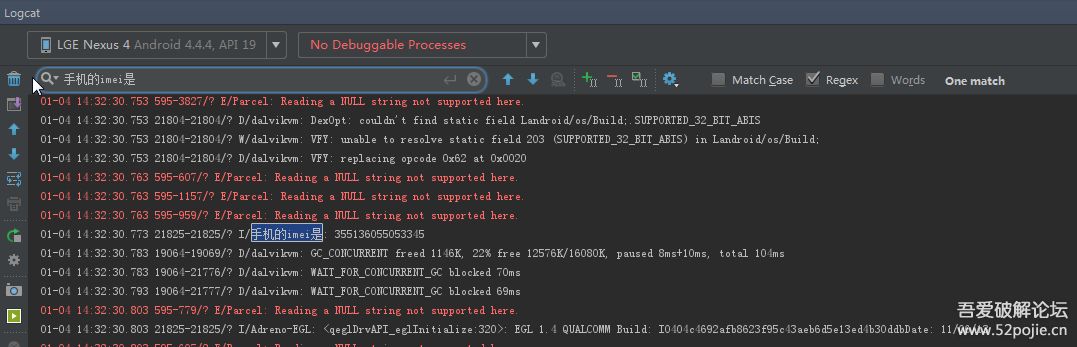 Logcat
LGE Nexus 4 Android 4.4.4, API 19
No Debuggable Processes
手机的imei是
Match Case
Regex
Words
One match
01-04 14:32:30.753 595-3827/? E/Parcel: Reading a NULL string not supported here.
01-04 14:32:30.753 21804-21804/? D/dalvikvm: DexOpt: couldn't find static field Landroid/os/Build;.SUPPORTED_32_BIT_ABIS
01-04 14:32:30.753 21804-21804/? W/dalvikvm: VFY: unable to resolve static field 203 (SUPPORTED_32_BIT_ABIS) in Landroid/os/Build;
01-04 14:32:30.753 21804-21804/? D/dalvikvm: VFY: replacing opcode 0x62 at 0x0020
01-04 14:32:30.763 595-607/? E/Parcel: Reading a NULL string not supported here.
01-04 14:32:30.763 595-1157/? E/Parcel: Reading a NULL string not supported here.
01-04 14:32:30.763 595-959/? E/Parcel: Reading a NULL string not supported here.
01-04 14:32:30.773 21825-21825/? I/手机的imei是: 355136055053345
01-04 14:32:30.783 19064-19069/? D/dalvikvm: GC_CONCURRENT freed 1146K, 22% free 12576K/16080K, paused 8ms+10ms, total 104ms
01-04 14:32:30.783 19064-21776/? D/dalvikvm: WAIT_FOR_CONCURRENT_GC blocked 70ms
01-04 14:32:30.793 19064-21777/? D/dalvikvm: WAIT_FOR_CONCURRENT_GC blocked 69ms
01-04 14:32:30.803 595-779/? E/Parcel: Reading a NULL string not supported here.
01-04 14:32:30.803 21825-21825/? I/Adreno-EGL: <qeglDrvAPI_eglInitialize:320>: EGL 1.4 QUALCOMM Build: I0404c4692afb8623f95c43aeb6d5e13ed4b30ddbDate: 11/
吾爱破解论坛
www.52pojie.cn